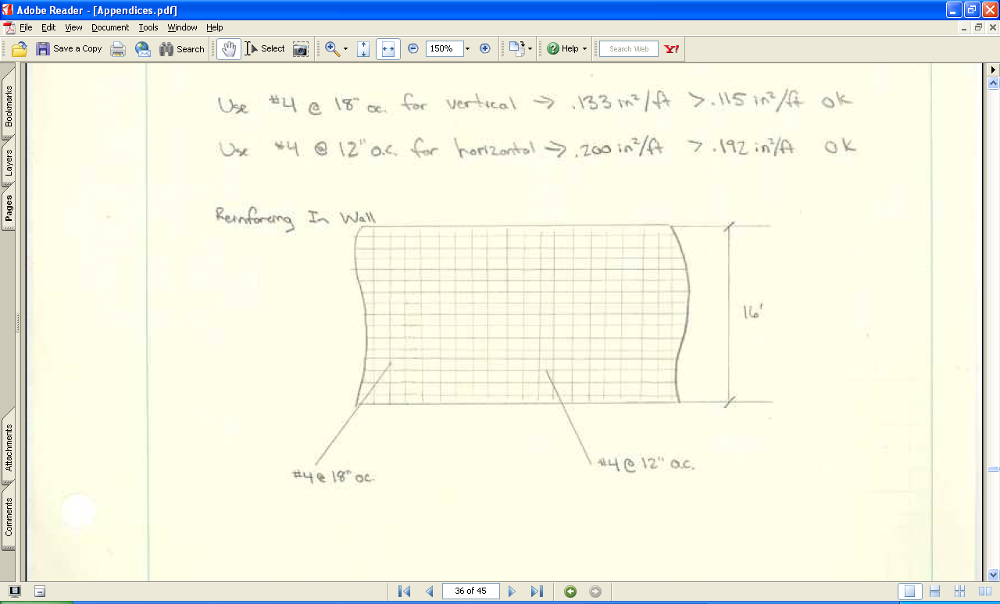 Adobe Reader - [Appendices.pdf]
File Edit View Document Tools Window Help
Save a Copy Search Select 150% Help Search Web Y!
Bookmarks
Layers
Pages
Attachments
Comments
Use #4 @ 18" oc. for vertical → .133 in²/ft > .115 in²/ft OK
Use #4 @ 12" o.c. for horizontal → .200 in²/ft > .192 in²/ft OK
Reinforcing In Wall
16'
#4 @ 18" oc.
#4 @ 12" o.c.
36 of 45